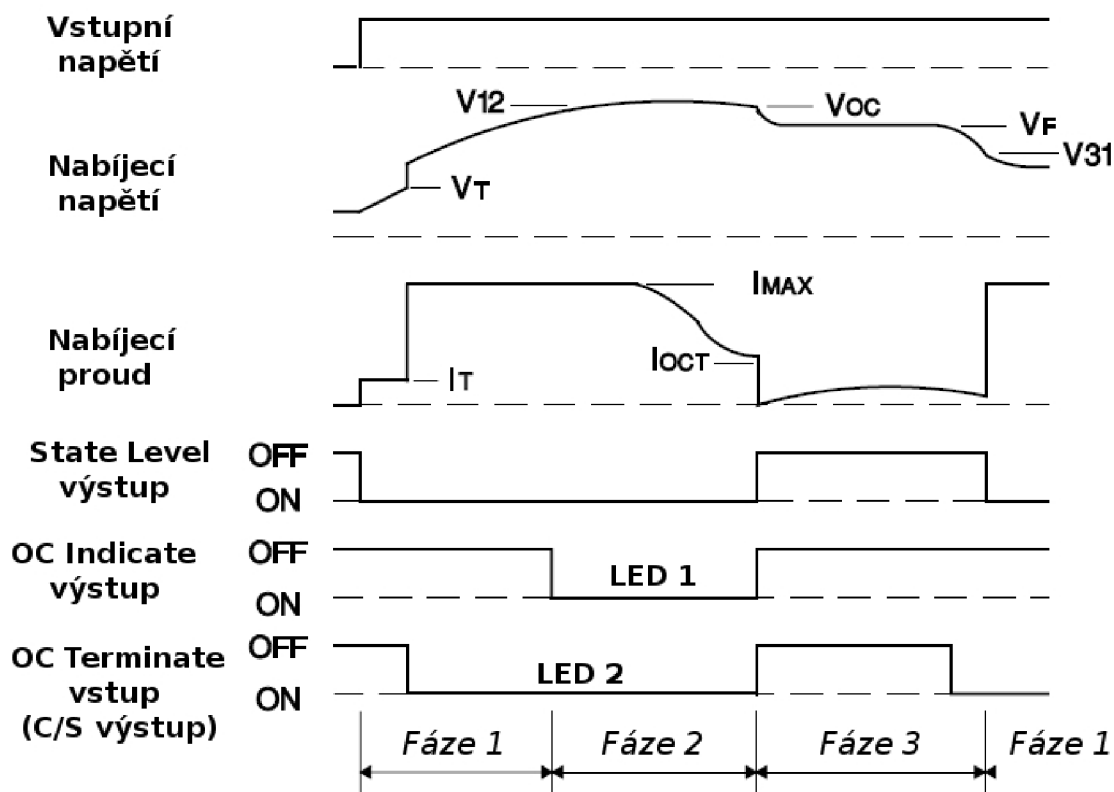 Vstupní
napětí
V12
VOC
VF
V31
Nabíjecí
napětí
VT
IMAX
Nabíjecí
proud
IOCT
IT
State Level
výstup
OFF
ON
OC Indicate
výstup
OFF
ON
LED 1
OC Terminate
vstup
(C/S výstup)
OFF
ON
LED 2
Fáze 1
Fáze 2
Fáze 3
Fáze 1